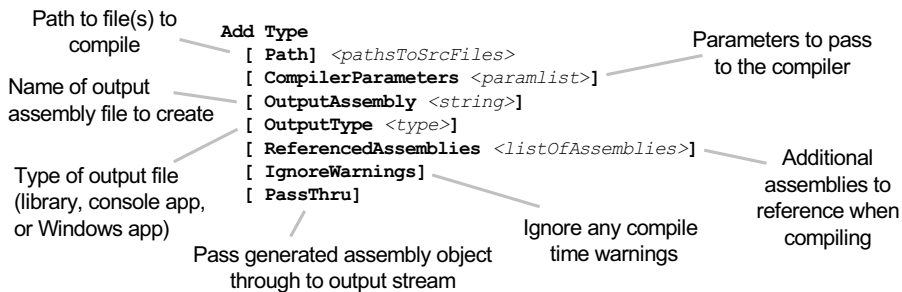 Path to file(s) to
compile
Add Type
[ Path] <pathsToSrcFiles>
[ CompilerParameters <paramlist>]
[ OutputAssembly <string>]
[ OutputType <type>]
[ ReferencedAssemblies <listOfAssemblies>]
[ IgnoreWarnings]
[ PassThru]
Parameters to pass
to the compiler
Name of output
assembly file to create
Type of output file
(library, console app,
or Windows app)
Additional
assemblies to
reference when
compiling
Ignore any compile
time warnings
Pass generated assembly object
through to output stream